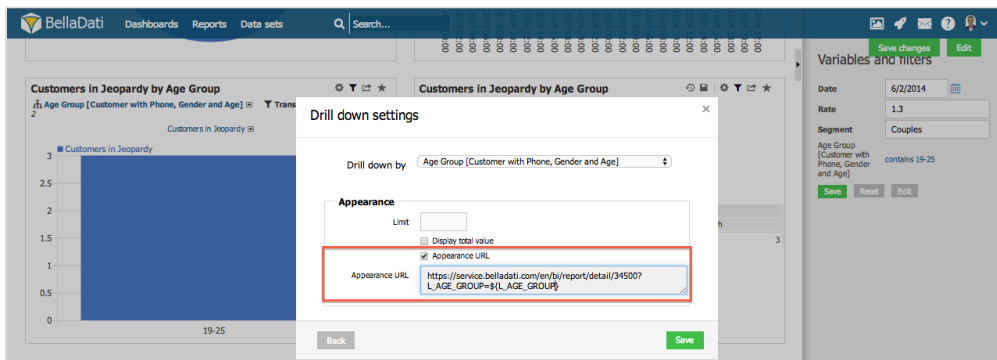 BellaDati Dashboards Reports Data sets Search...
Save changes Edit
Variables and filters
Customers in Jeopardy by Age Group
Age Group [Customer with Phone, Gender and Age]
2
Customers in Jeopardy
Customers in Jeopardy
3
2.5
2
1.5
1
0.5
0
19-25
Customers in Jeopardy by Age Group
3
Drill down settings
×
Drill down by Age Group [Customer with Phone, Gender and Age]
Appearance
Limit
Display total value
Appearance URL
Appearance URL https://service.belladati.com/en/bi/report/detail/34500?
L_AGE_GROUP=${L_AGE_GROUP}
Back Save
Date 6/2/2014
Rate 1.3
Segment Couples
Age Group
[Customer with
Phone, Gender
and Age]
contains 19-25
Save Reset Edit